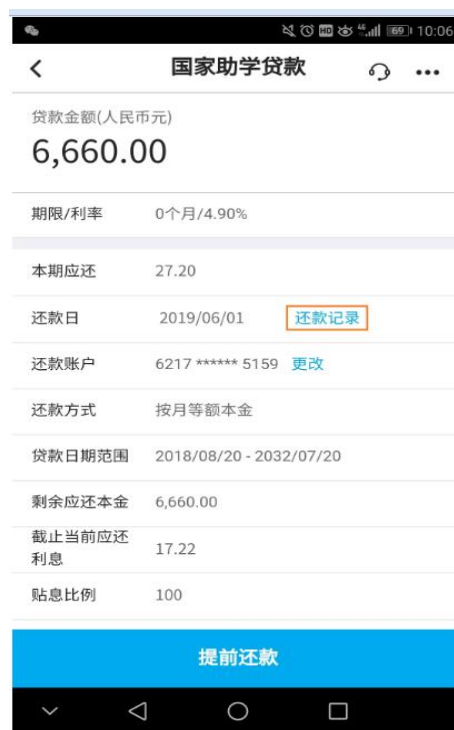 46 HD 69 10:06
国家助学贷款
贷款金额(人民币元)
6,660.00
期限/利率 0个月/4.90%
本期应还 27.20
还款日 2019/06/01 还款记录
还款账户 6217 ****** 5159 更改
还款方式 按月等额本金
贷款日期范围 2018/08/20 - 2032/07/20
剩余应还本金 6,660.00
截止当前应还
利息 17.22
贴息比例 100
提前还款